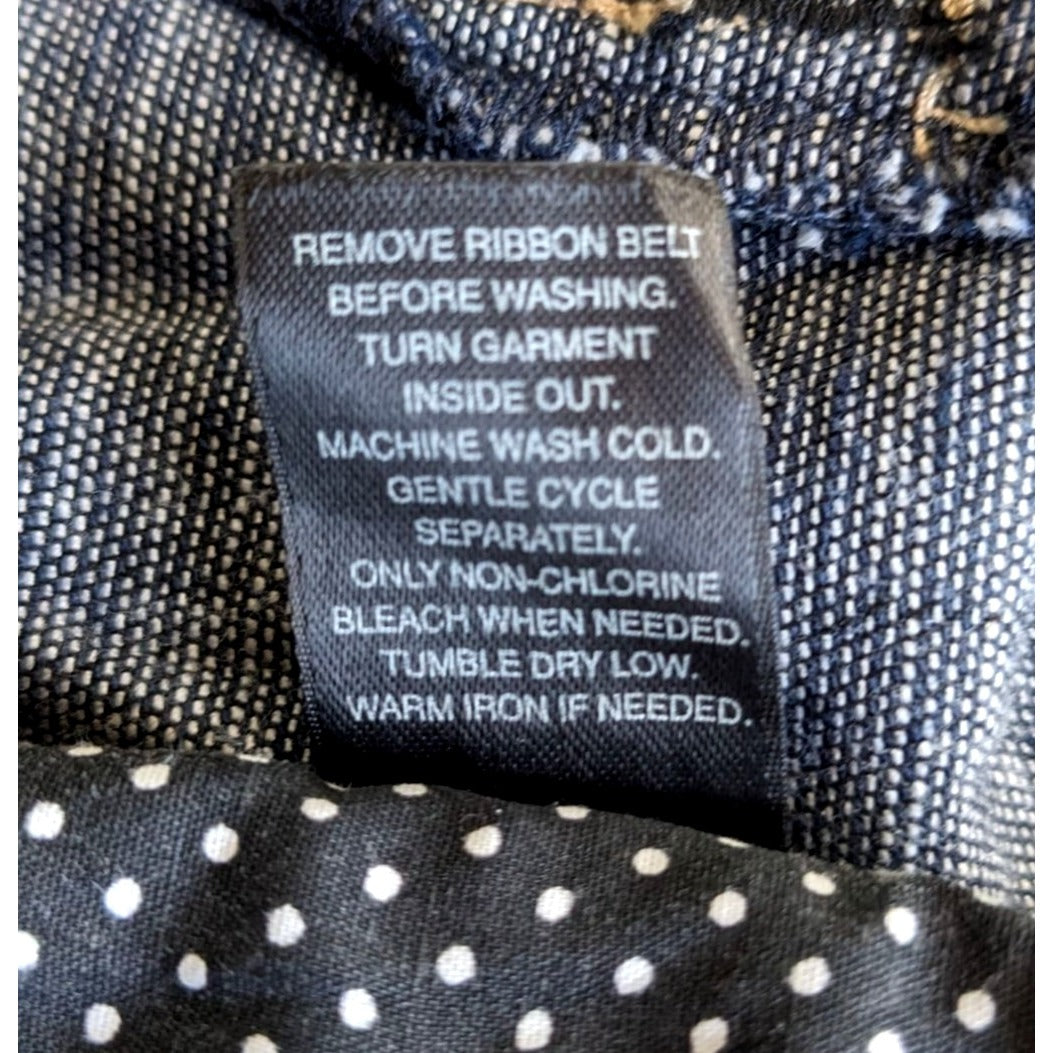 REMOVE RIBBON BELT
BEFORE WASHING.
TURN GARMENT
INSIDE OUT.
MACHINE WASH COLD.
GENTLE CYCLE
SEPARATELY.
ONLY NON-CHLORINE
BLEACH WHEN NEEDED.
TUMBLE DRY LOW.
WARM IRON IF NEEDED.